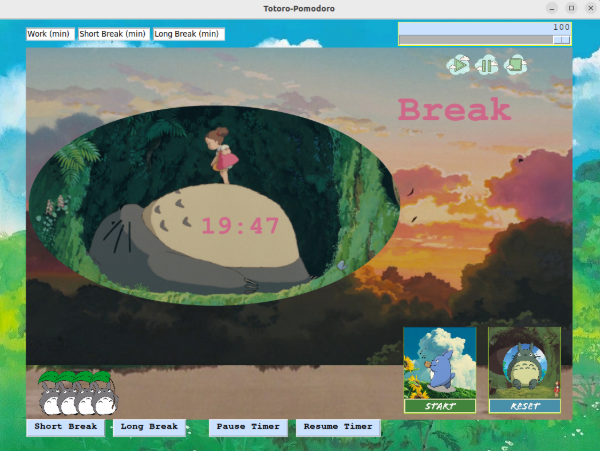 Totoro-Pomodoro
Work (min) Short Break (min) Long Break (min)
100
Break
19:47
START RESET
Short Break Long Break Pause Timer Resume Timer